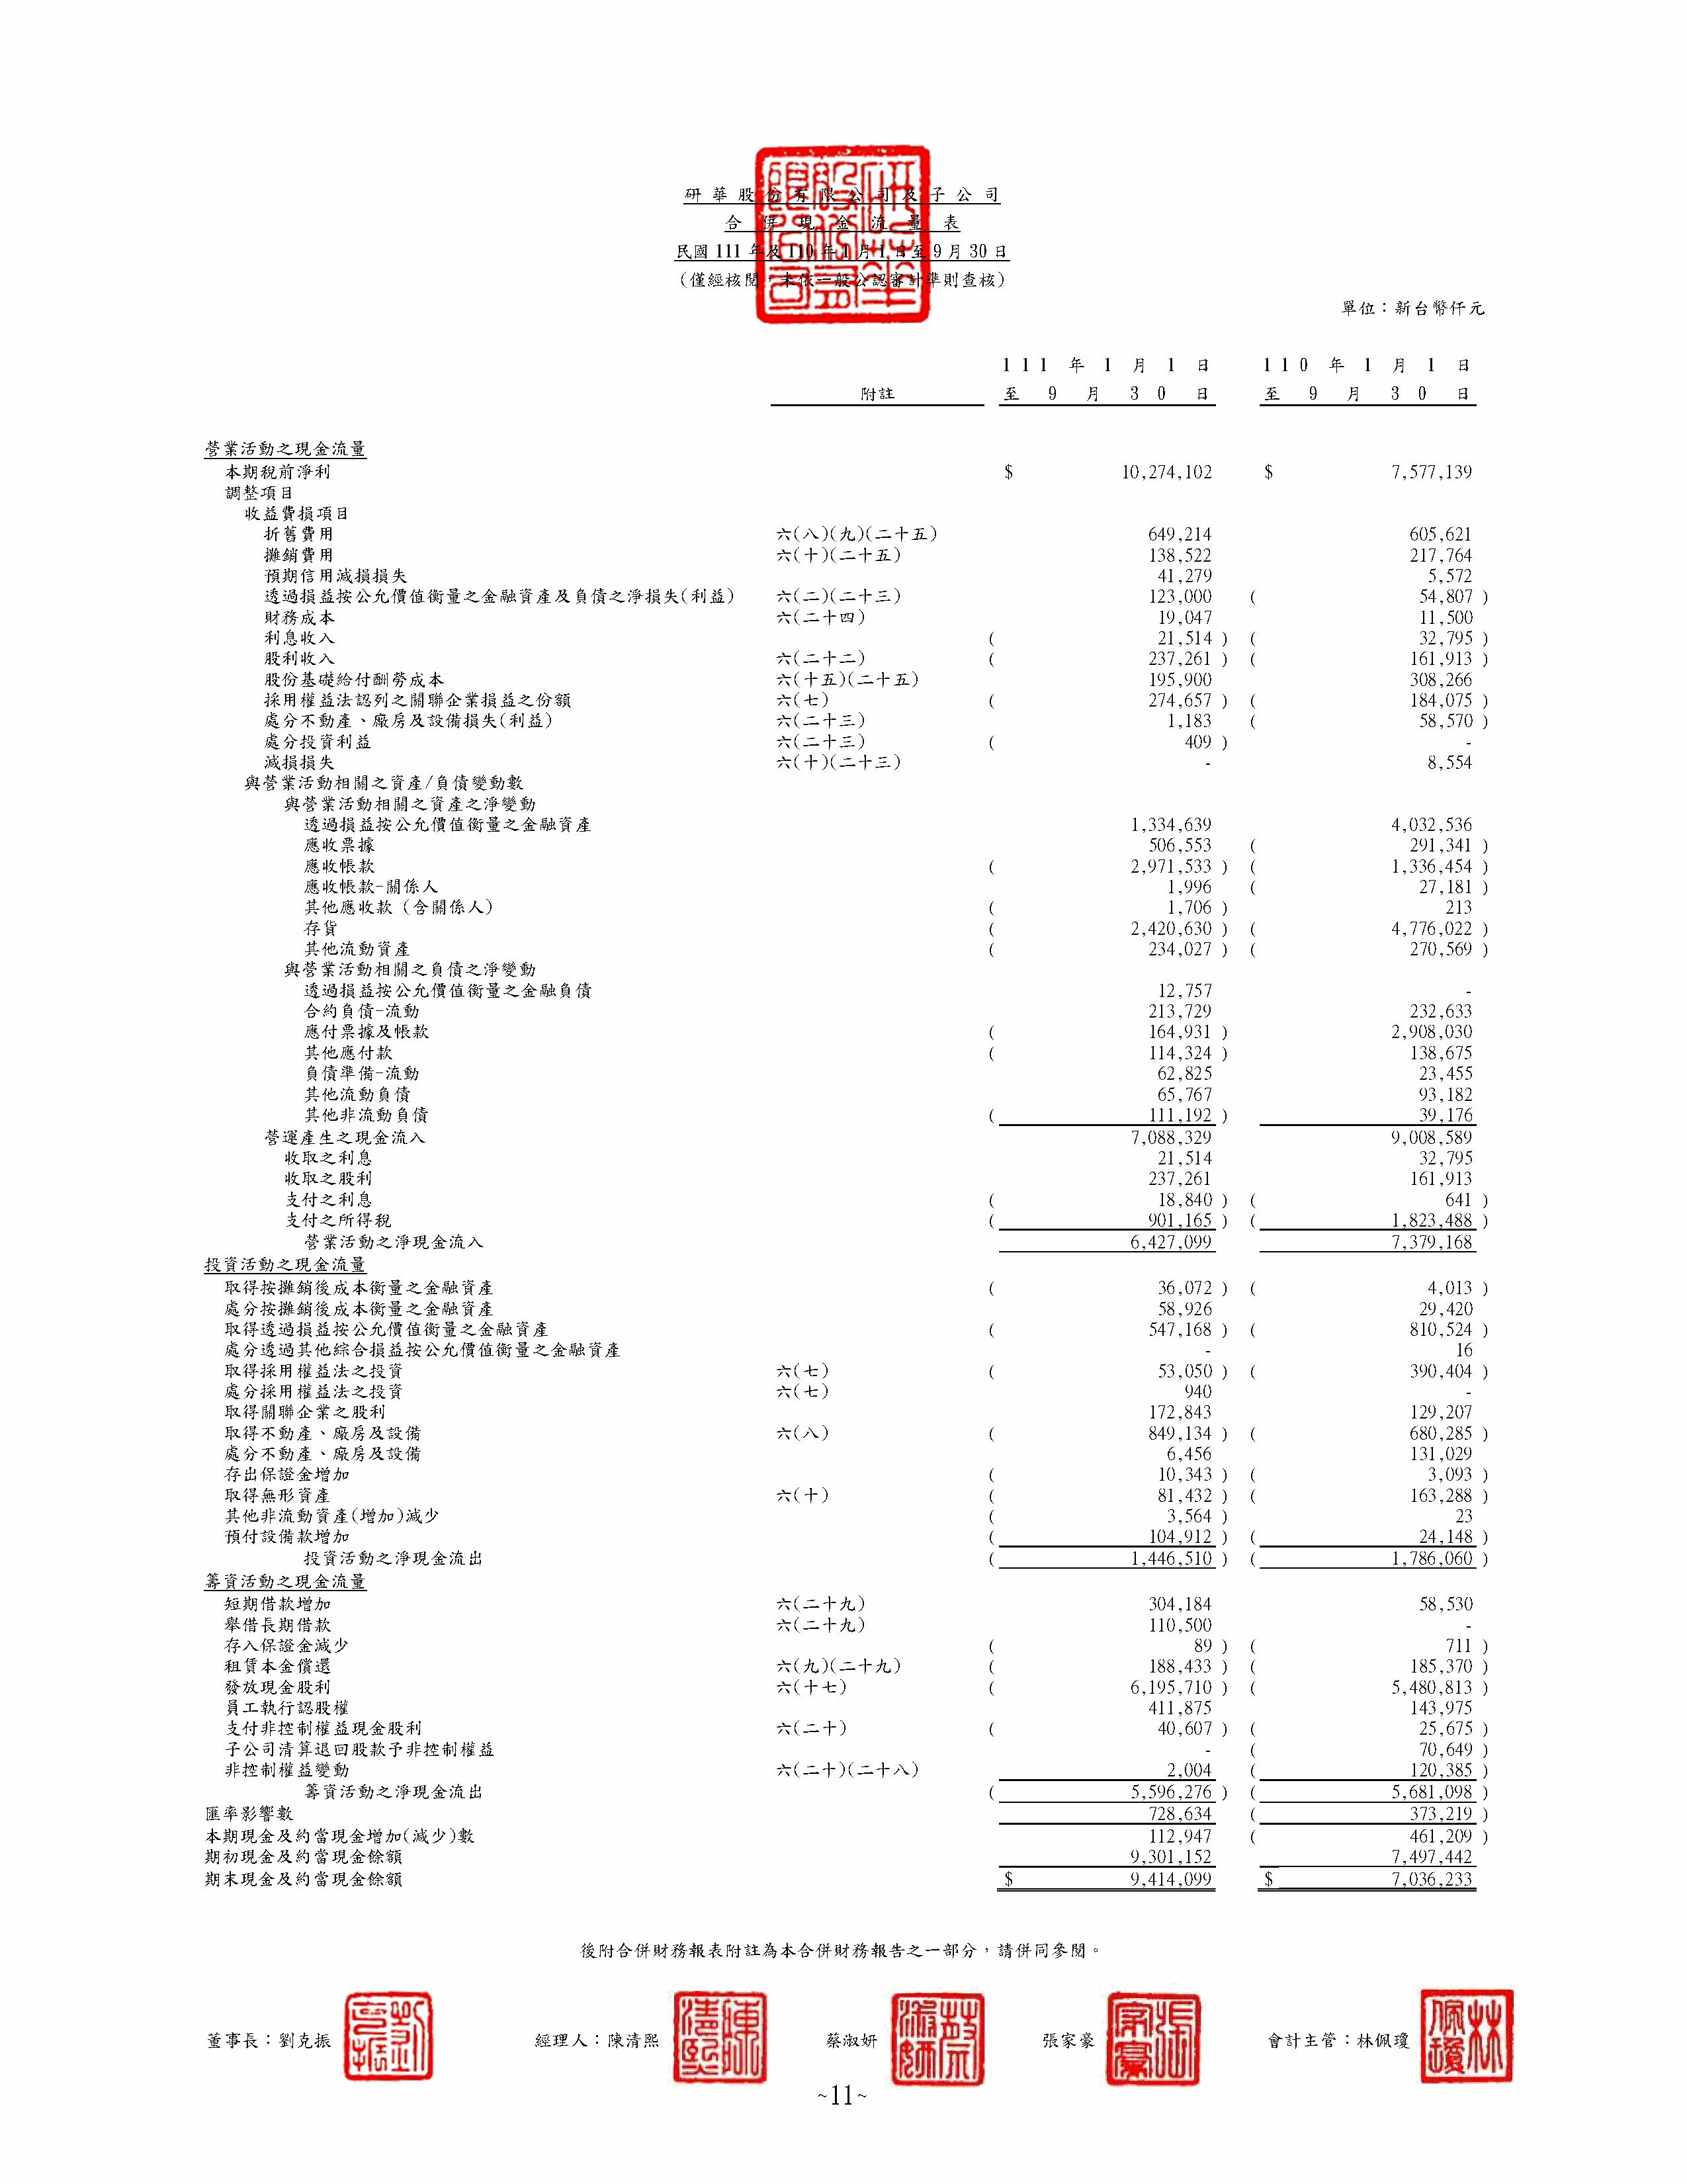 研華股份有限公司及子公司
合併現金流量表
民國 111 年及 110 年 1 月 1 日至 9 月 30 日
(僅經核閱,未依一般公認審計準則查核)
單位:新台幣仟元
111 年 1 月 1 日 110 年 1 月 1 日
附註 至 9 月 30 日 至 9 月 30 日
營業活動之現金流量
本期稅前淨利 $ 10,274,102 $ 7,577,139
調整項目
收益費損項目
折舊費用 六(八)(九)(二十五) 649,214 605,621
攤銷費用 六(十)(二十五) 138,522 217,764
預期信用減損損失 41,279 5,572
透過損益按公允價值衡量之金融資產及負債之淨損失(利益) 六(二)(二十三) 123,000 ( 54,807 )
財務成本 六(二十四) 19,047 11,500
利息收入 ( 21,514 ) ( 32,795 )
股利收入 六(二十二) ( 237,261 ) ( 161,913 )
股份基礎給付酬勞成本 六(十五)(二十五) 195,900 308,266
採用權益法認列之關聯企業損益之份額 六(七) ( 274,657 ) ( 184,075 )
處分不動產、廠房及設備損失(利益) 六(二十三) 1,183 ( 58,570 )
處分投資利益 六(二十三) ( 409 ) -
減損損失 六(十)(二十三) - 8,554
與營業活動相關之資產/負債變動數
與營業活動相關之資產之淨變動
透過損益按公允價值衡量之金融資產 1,334,639 4,032,536
應收票據 506,553 ( 291,341 )
應收帳款 ( 2,971,533 ) ( 1,336,454 )
應收帳款-關係人 1,996 ( 27,181 )
其他應收款 (含關係人) ( 1,706 ) 213
存貨 ( 2,420,630 ) ( 4,776,022 )
其他流動資產 ( 234,027 ) ( 270,569 )
與營業活動相關之負債之淨變動
透過損益按公允價值衡量之金融負債 12,757 -
合約負債-流動 213,729 232,633
應付票據及帳款 ( 164,931 ) 2,908,030
其他應付款 ( 114,324 ) 138,675
負債準備-流動 62,825 23,455
其他流動負債 65,767 93,182
其他非流動負債 ( 111,192 ) 39,176
營運產生之現金流入 7,088,329 9,008,589
收取之利息 21,514 32,795
收取之股利 237,261 161,913
支付之利息 ( 18,840 ) ( 641 )
支付之所得稅 ( 901,165 ) ( 1,823,488 )
營業活動之淨現金流入 6,427,099 7,379,168
投資活動之現金流量
取得按攤銷後成本衡量之金融資產 ( 36,072 ) ( 4,013 )
處分按攤銷後成本衡量之金融資產 58,926 29,420
取得透過損益按公允價值衡量之金融資產 ( 547,168 ) ( 810,524 )
處分透過其他綜合損益按公允價值衡量之金融資產 - 16
取得採用權益法之投資 六(七) ( 53,050 ) ( 390,404 )
處分採用權益法之投資 六(七) 940 -
取得關聯企業之股利 172,843 129,207
取得不動產、廠房及設備 六(八) ( 849,134 ) ( 680,285 )
處分不動產、廠房及設備 6,456 131,029
存出保證金增加 ( 10,343 ) ( 3,093 )
取得無形資產 六(十) ( 81,432 ) ( 163,288 )
其他非流動資產(增加)減少 ( 3,564 ) 23
預付設備款增加 ( 104,912 ) ( 24,148 )
投資活動之淨現金流出 ( 1,446,510 ) ( 1,786,060 )
籌資活動之現金流量
短期借款增加 六(二十九) 304,184 58,530
舉借長期借款 六(二十九) 110,500 -
存入保證金減少 ( 89 ) ( 711 )
租賃本金償還 六(九)(二十九) ( 188,433 ) ( 185,370 )
發放現金股利 六(十七) ( 6,195,710 ) ( 5,480,813 )
員工執行認股權 411,875 143,975
支付非控制權益現金股利 六(二十) ( 40,607 ) ( 25,675 )
子公司清算退回股款予非控制權益 - ( 70,649 )
非控制權益變動 六(二十)(二十八) 2,004 ( 120,385 )
籌資活動之淨現金流出 ( 5,596,276 ) ( 5,681,098 )
匯率影響數 728,634 ( 373,219 )
本期現金及約當現金增加(減少)數 112,947 ( 461,209 )
期初現金及約當現金餘額 9,301,152 7,497,442
期末現金及約當現金餘額 $ 9,414,099 $ 7,036,233
後附合併財務報表附註為本合併財務報告之一部分,請併同參閱。
董事長:劉克振 經理人:陳清熙 蔡淑妍 張家豪 會計主管:林佩瓊
~11~